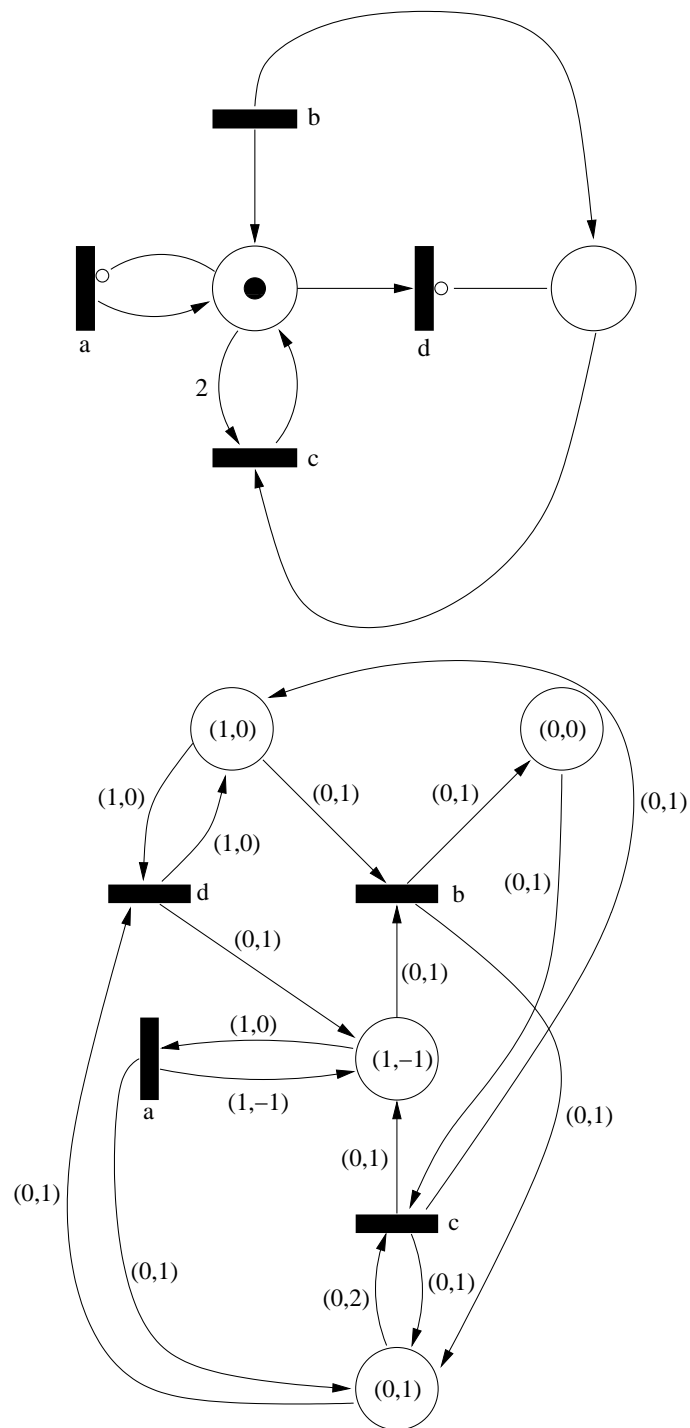 b
a
d
2
c
(1,0)
(0,0)
(1,0)
(0,1)
(0,1)
(0,1)
(1,0)
(0,1)
d
b
(0,1)
(0,1)
(1,0)
(1,–1)
a
(1,–1)
(0,1)
(0,1)
(0,1)
c
(0,1)
(0,2)
(0,1)
(0,1)